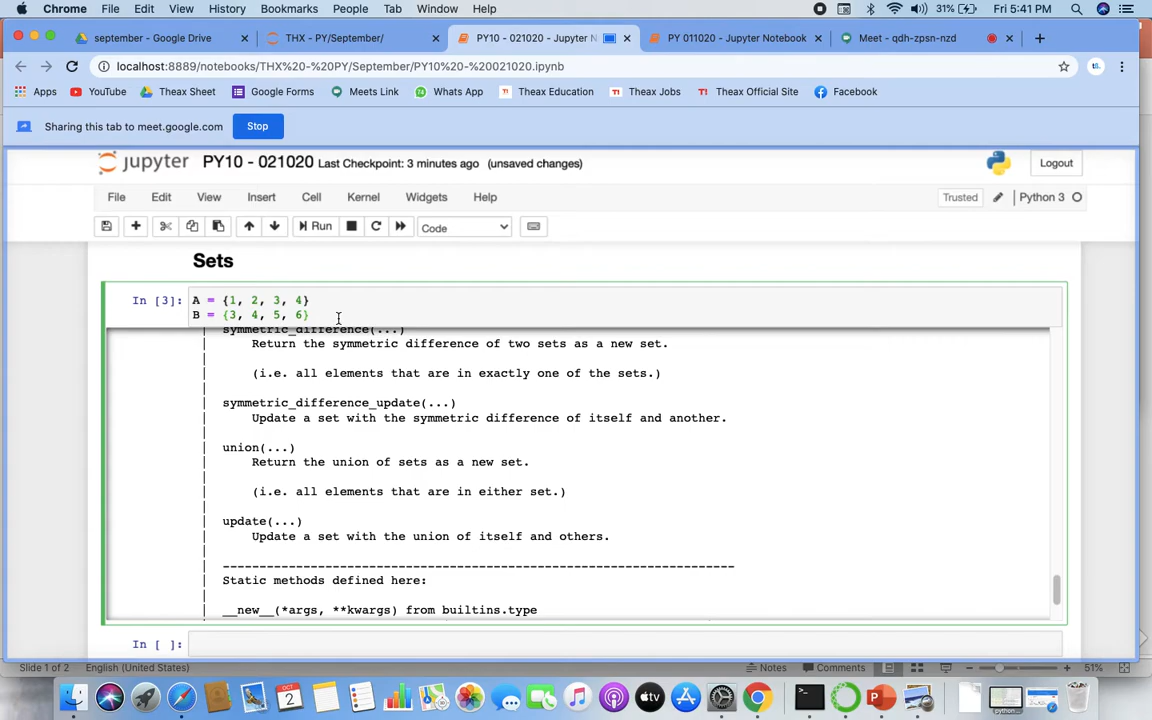 Chrome File Edit View History Bookmarks People Tab Window Help 31% Fri 5:41 PM
september - Google Drive THX - PY/September/ PY10 - 021020 - Jupyter N PY 011020 - Jupyter Notebook Meet - qdh-zpsn-nzd
localhost:8889/notebooks/THX%20-%20PY/September/PY10%20-%20021020.ipynb
Apps YouTube Theax Sheet Google Forms Meets Link Whats App Theax Education Theax Jobs Theax Official Site Facebook
Sharing this tab to meet.google.com Stop
jupyter PY10 - 021020 Last Checkpoint: 3 minutes ago (unsaved changes) Logout
File Edit View Insert Cell Kernel Widgets Help Trusted Python 3
Run Code
Sets
In [3]: A = {1, 2, 3, 4}
B = {3, 4, 5, 6}
symmetric_difference(...)
| Return the symmetric difference of two sets as a new set.
|
| (i.e. all elements that are in exactly one of the sets.)
|
| symmetric_difference_update(...)
| Update a set with the symmetric difference of itself and another.
|
| union(...)
| Return the union of sets as a new set.
|
| (i.e. all elements that are in either set.)
|
| update(...)
| Update a set with the union of itself and others.
|
| ----------------------------------------------------------------------
| Static methods defined here:
|
| __new__(*args, **kwargs) from builtins.type
In [ ]:
Slide 1 of 2 English (United States) Notes Comments 51%
OCT
2
tv